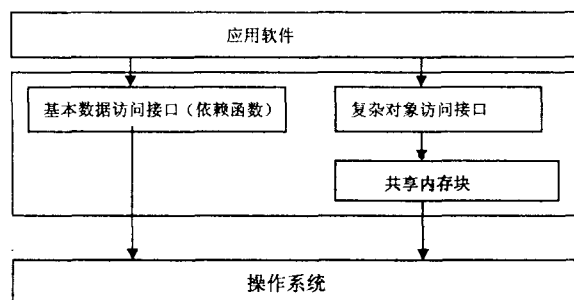 应用软件
基本数据访问接口（依赖函数）
复杂对象访问接口
共享内存块
操作系统